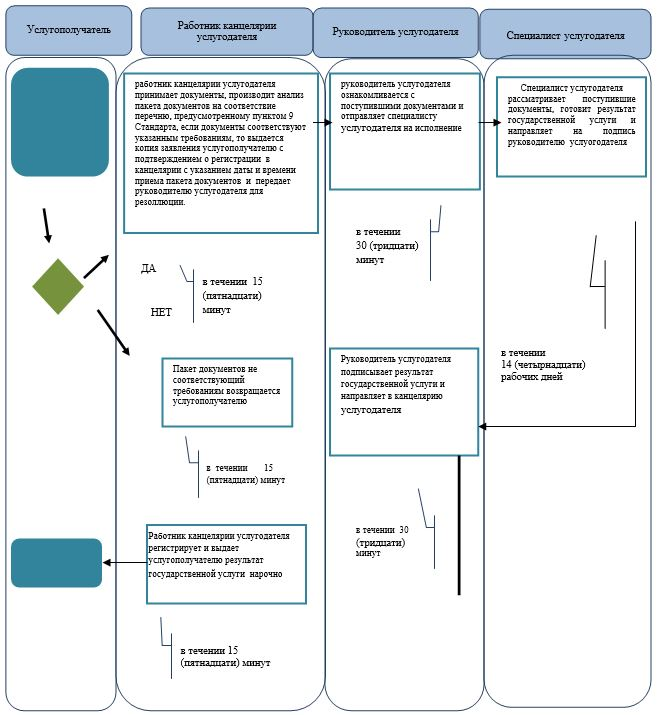 Услугополучатель
Работник канцелярии
услугодателя
Руководитель услугодателя
Специалист услугодателя
работник канцелярии услугодателя
принимает документы, производит анализ
пакета документов на соответствие
перечню, предусмотренному пунктом 9
Стандарта, если документы соответствуют
указанным требованиям, то выдается
копия заявления услугополучателю с
подтверждением о регистрации в
канцелярии с указанием даты и времени
приема пакета документов и передает
руководителю услугодателя для
резоллюции.
руководитель услугодателя
ознакомливается с
поступившими документами и
отправляет специалисту
услугодателя на исполнение
Специалист услугодателя
рассматривает поступившие
документы, готовит результат
государственной услуги и
направляет на подпись
руководителю услуогодателя
в течении
30 (тридцати)
минут
ДА
в течении 15
(пятнадцати)
минут
НЕТ
в течении
14 (четырнадцати)
рабочих дней
Пакет документов не
соответствующий
требованиям возвращается
услугополучателю
Руководитель услугодателя
подписывает результат
государственной услуги и
направляет в канцелярию
услугодателя
в течении 15
(пятнадцати) минут
в течении 30
(тридцати)
минут
Работник канцелярии услугодателя
регистрирует и выдает
услугополучателю результат
государственной услуги нарочно
в течении 15
(пятнадцати) минут